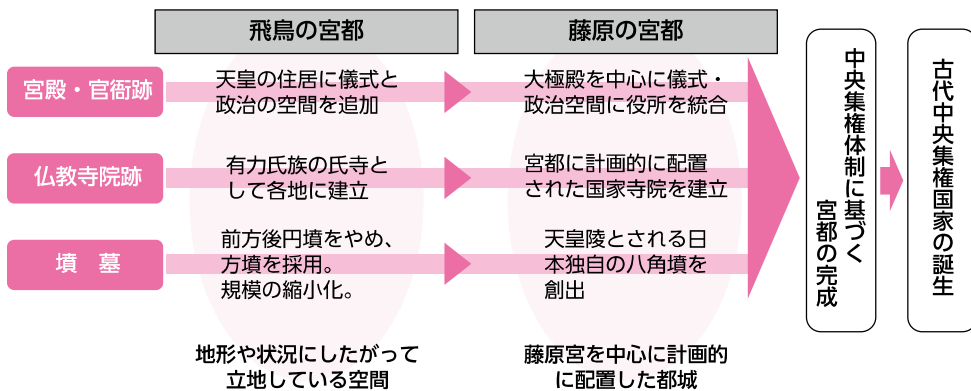 飛鳥の宮都
藤原の宮都
宮殿・官衙跡
天皇の住居に儀式と
政治の空間を追加
大極殿を中心に儀式・
政治空間に役所を統合
仏教寺院跡
有力氏族の氏寺と
して各地に建立
宮都に計画的に配置
された国家寺院を建立
墳　墓
前方後円墳をやめ、
方墳を採用。
規模の縮小化。
天皇陵とされる日
本独自の八角墳を
創出
地形や状況にしたがって
立地している空間
藤原宮を中心に計画的
に配置した都城
中央集権体制に基づく
宮都の完成
古代中央集権国家の誕生